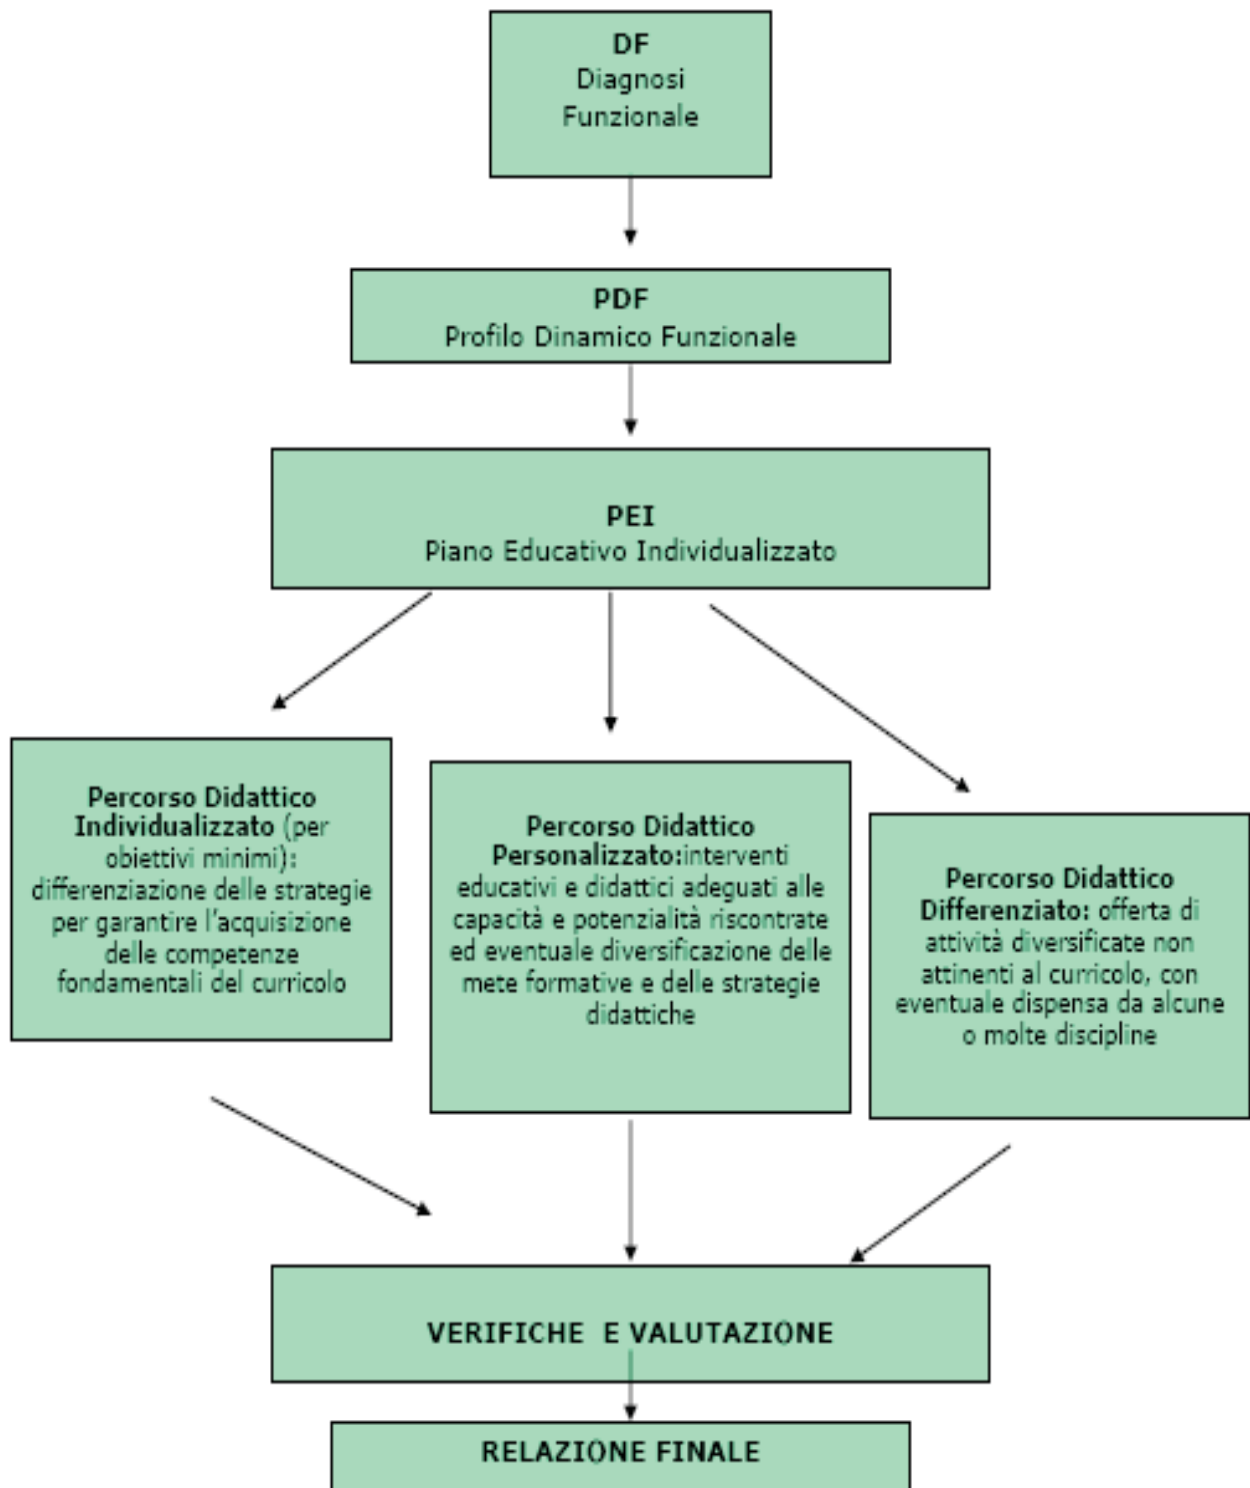 DF
Diagnosi
Funzionale
PDF
Profilo Dinamico Funzionale
PEI
Piano Educativo Individualizzato
Percorso Didattico
Individualizzato (per
obiettivi minimi):
differenziazione delle strategie
per garantire l'acquisizione
delle competenze
fondamentali del curricolo
Percorso Didattico
Personalizzato:interventi
educativi e didattici adeguati alle
capacità e potenzialità riscontrate
ed eventuale diversificazione delle
mete formative e delle strategie
didattiche
Percorso Didattico
Differenziato: offerta di
attività diversificate non
attinenti al curricolo, con
eventuale dispensa da alcune
o molte discipline
VERIFICHE E VALUTAZIONE
RELAZIONE FINALE